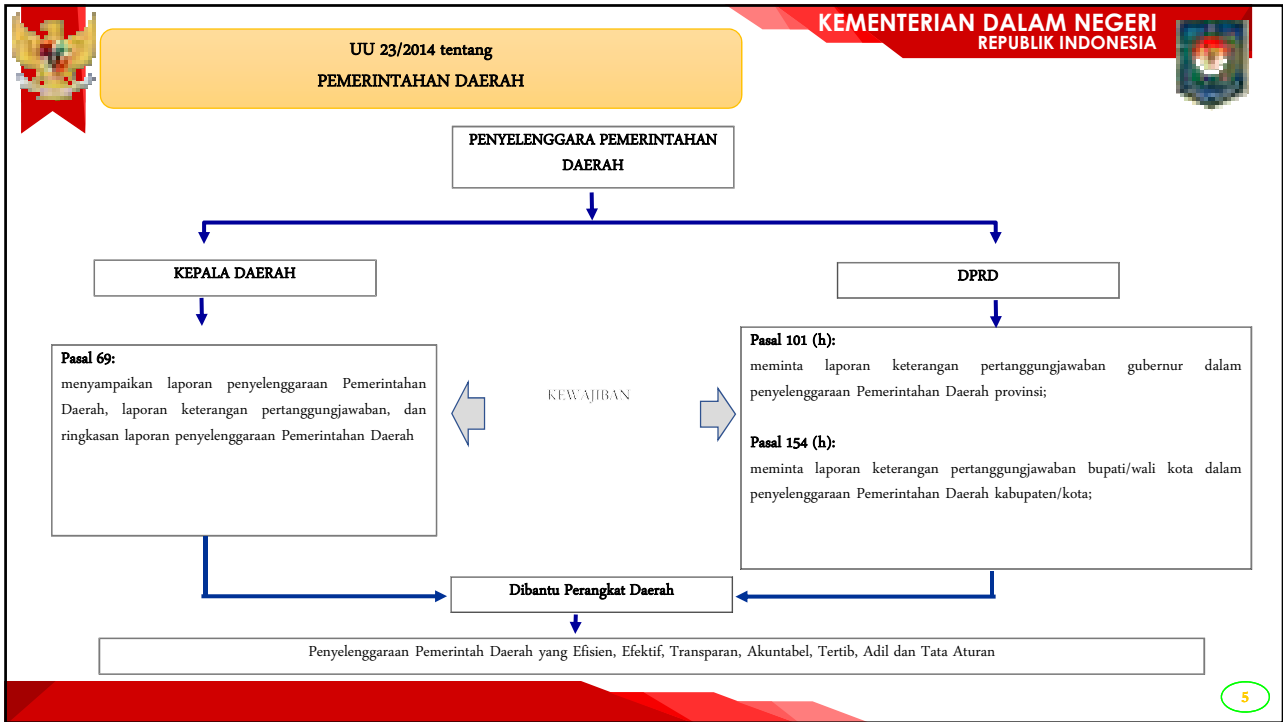 KEMENTERIAN DALAM NEGERI
REPUBLIK INDONESIA
UU 23/2014 tentang
PEMERINTAHAN DAERAH
PENYELENGGARA PEMERINTAHAN
DAERAH
KEPALA DAERAH
DPRD
Pasal 69:
menyampaikan laporan penyelenggaraan Pemerintahan
Daerah, laporan keterangan pertanggungjawaban, dan
ringkasan laporan penyelenggaraan Pemerintahan Daerah
KEWAJIBAN
Pasal 101 (h):
meminta laporan keterangan pertanggungjawaban gubernur dalam
penyelenggaraan Pemerintahan Daerah provinsi;
Pasal 154 (h):
meminta laporan keterangan pertanggungjawaban bupati/wali kota dalam
penyelenggaraan Pemerintahan Daerah kabupaten/kota;
Dibantu Perangkat Daerah
Penyelenggaraan Pemerintah Daerah yang Efisien, Efektif, Transparan, Akuntabel, Tertib, Adil dan Tata Aturan
5